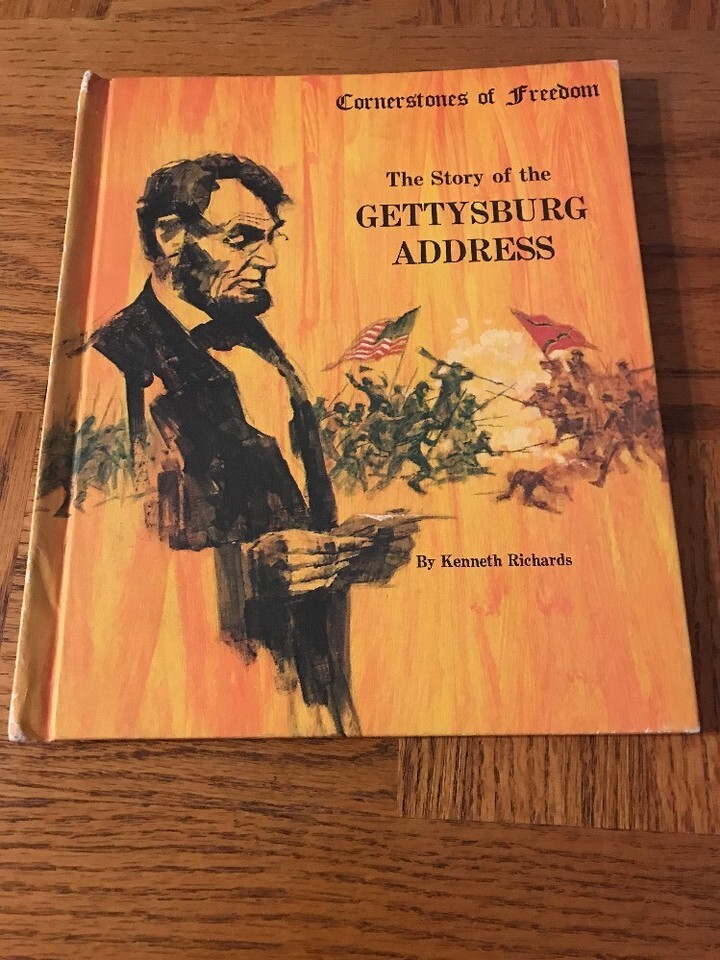 Cornerstones of Freedom
The Story of the
GETTYSBURG
ADDRESS
By Kenneth Richards